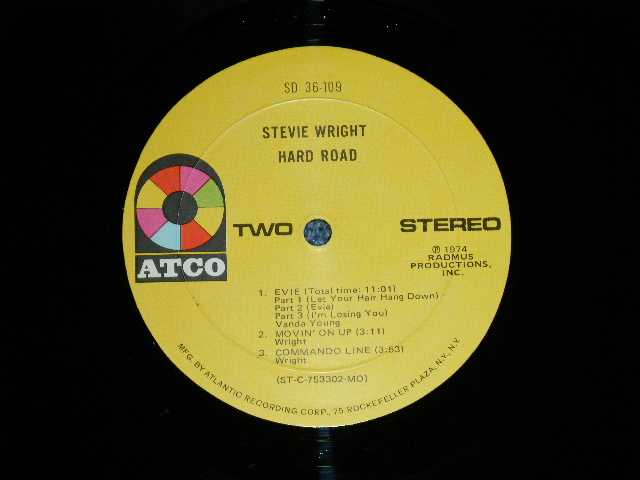 SD 36-109
STEVIE WRIGHT
HARD ROAD
ATCO
TWO
STEREO
℗ 1974
RADMUS
PRODUCTIONS,
INC.
1. EVIE (Total time: 11:01)
Part 1 (Let Your Hair Hang Down)
Part 2 (Evie)
Part 3 (I'm Losing You)
Vanda Young
2. MOVIN' ON UP (3:11)
Wright
3. COMMANDO LINE (3:53)
Wright
(ST-C-753302-MO)
MFG. BY ATLANTIC RECORDING CORP., 75 ROCKEFELLER PLAZA, N.Y., N.Y.